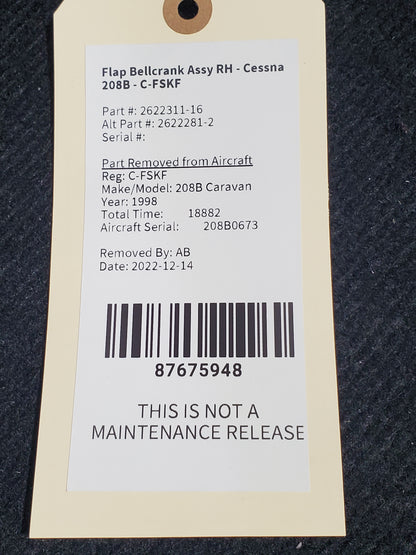 Flap Bellcrank Assy RH - Cessna
208B - C-FSKF
Part #: 2622311-16
Alt Part #: 2622281-2
Serial #:
Part Removed from Aircraft
Reg: C-FSKF
Make/Model: 208B Caravan
Year: 1998
Total Time: 18882
Aircraft Serial: 208B0673
Removed By: AB
Date: 2022-12-14
87675948
THIS IS NOT A
MAINTENANCE RELEASE